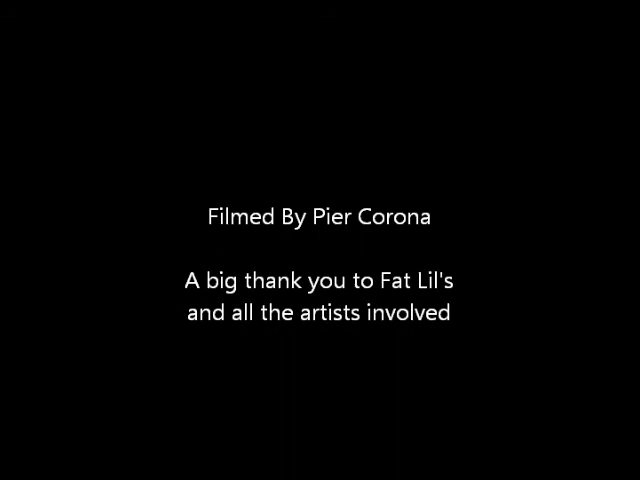 Filmed By Pier Corona
A big thank you to Fat Lil's
and all the artists involved